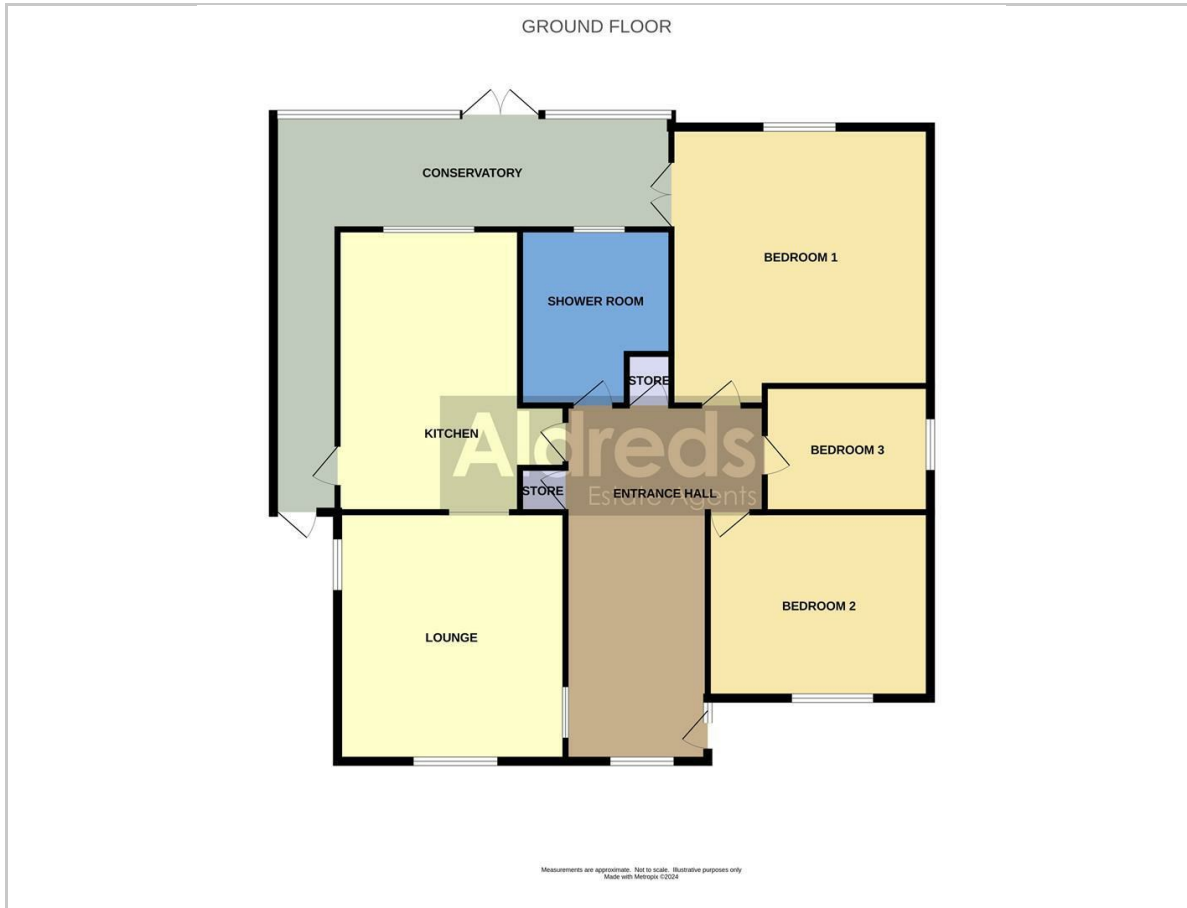 GROUND FLOOR
CONSERVATORY
BEDROOM 1
SHOWER ROOM
STORE
KITCHEN
Aldreds
BEDROOM 3
STORE
ENTRANCE HALL
Estate Agents
BEDROOM 2
LOUNGE
Measurements are approximate. Not to scale. Illustrative purposes only
Made with Metropix ©2024